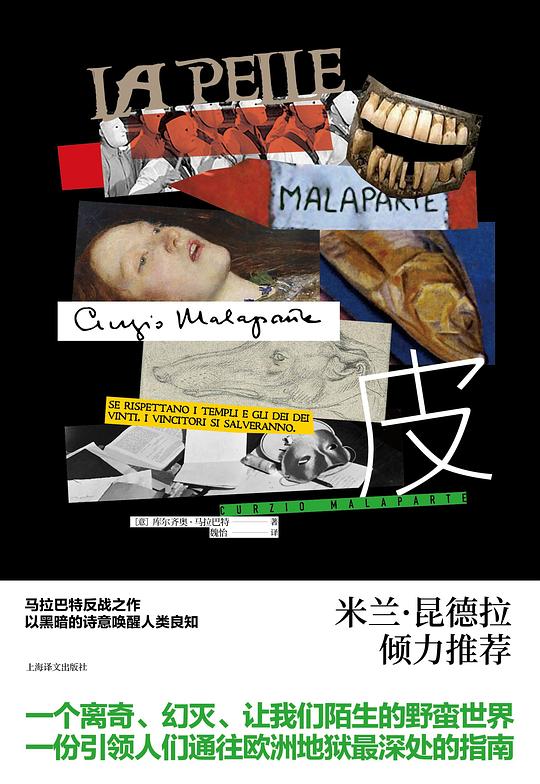 LA PELLE
MALAPARTE
Curzio Malaparte
SE RISPETTANO I TEMPLI E GLI DEI DEI
VINTI, I VINCITORI SI SALVERANNO.
皮
CURZIO MALAPARTE
[意] 库尔齐奥·马拉巴特 著
魏怡 译
马拉巴特反战之作
以黑暗的诗意唤醒人类良知
米兰·昆德拉
倾力推荐
上海译文出版社
一个离奇、幻灭、让我们陌生的野蛮世界
一份引领人们通往欧洲地狱最深处的指南